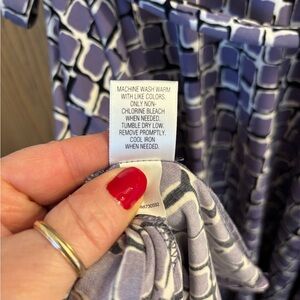 MACHINE WASH WARM,
WITH LIKE COLORS.
ONLY NON-
CHLORINE BLEACH
WHEN NEEDED.
TUMBLE DRY LOW.
REMOVE PROMPTLY.
COOL IRON
WHEN NEEDED.